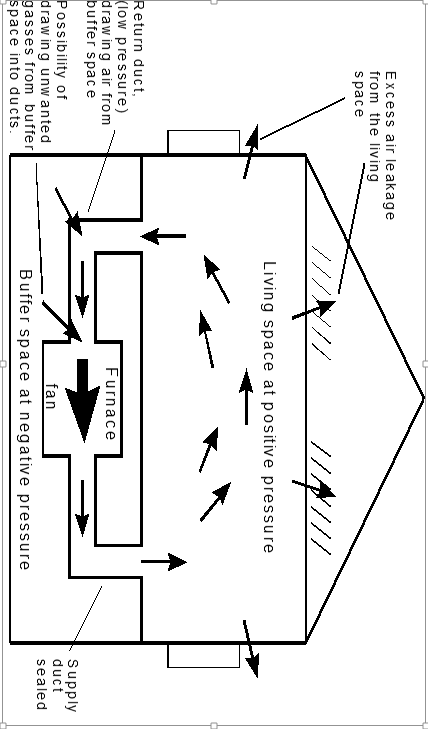 Excess air leakage
from the living
space
Living space at positive pressure
Return duct,
(low pressure)
drawing air from
buffer space
Possibility of
drawing unwanted
gasses from buffer
space into ducts.
Furnace
fan
Buffer space at negative pressure
Supply
duct
sealed